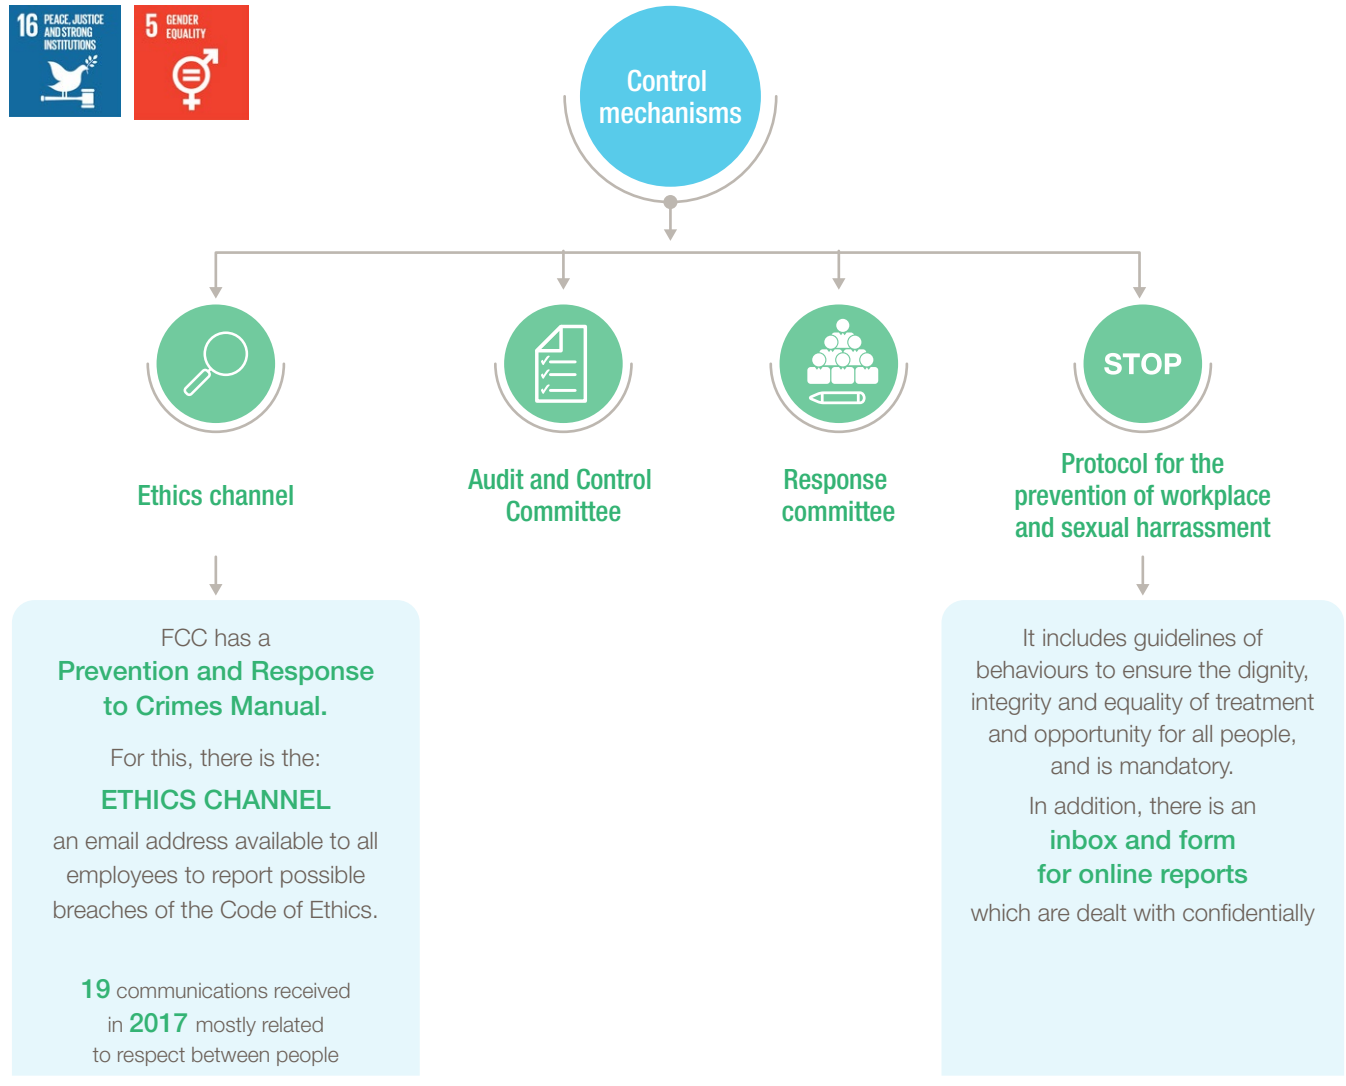 16 PEACE, JUSTICE
AND STRONG
INSTITUTIONS
5 GENDER
EQUALITY
Control
mechanisms
STOP
Ethics channel
Audit and Control
Committee
Response
committee
Protocol for the
prevention of workplace
and sexual harrassment
FCC has a
Prevention and Response
to Crimes Manual.
For this, there is the:
ETHICS CHANNEL
an email address available to all
employees to report possible
breaches of the Code of Ethics.
19 communications received
in 2017 mostly related
to respect between people
It includes guidelines of
behaviours to ensure the dignity,
integrity and equality of treatment
and opportunity for all people,
and is mandatory.
In addition, there is an
inbox and form
for online reports
which are dealt with confidentially